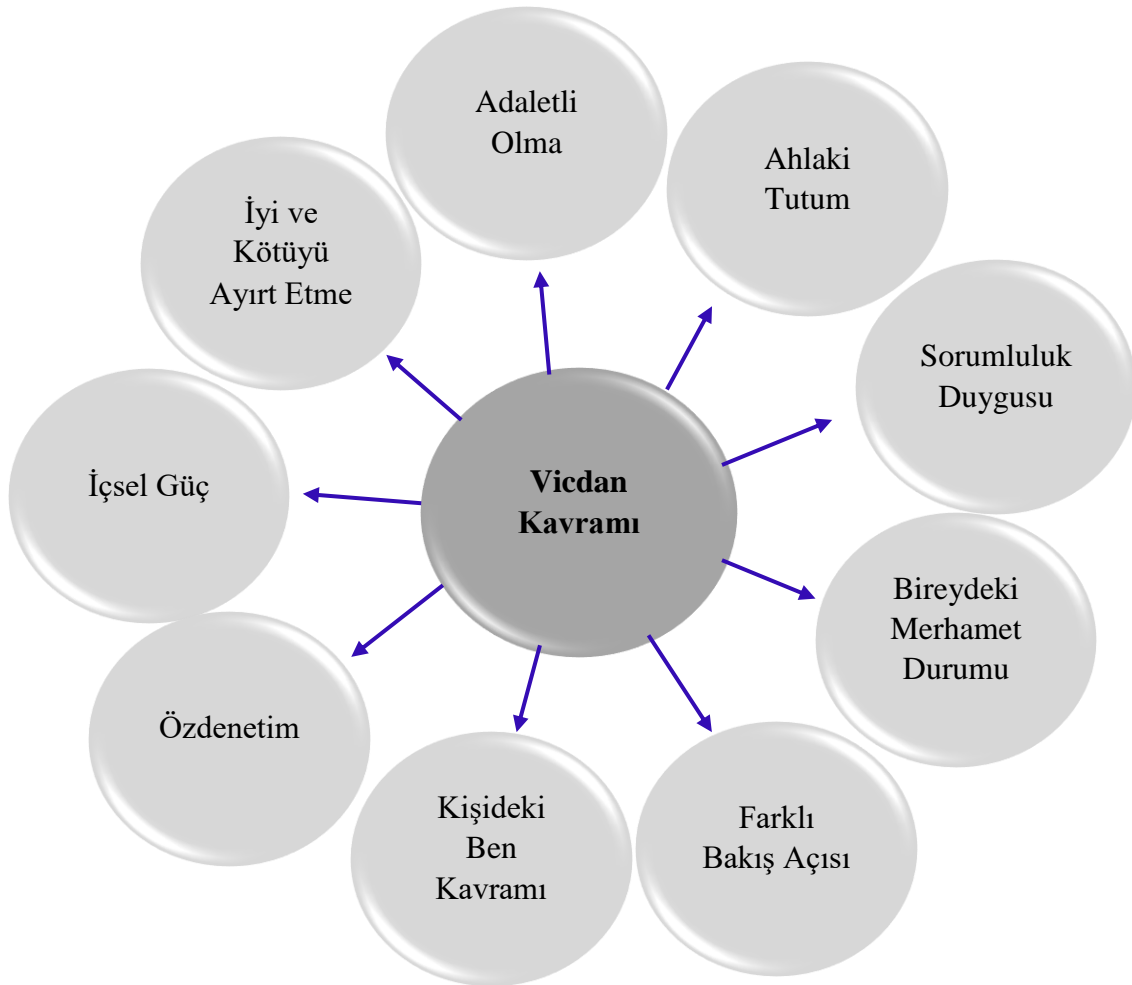 Adaletli
Olma
Ahlaki
Tutum
İyi ve
Kötüyü
Ayırt Etme
Sorumluluk
Duygusu
İçsel Güç
Vicdan
Kavramı
Bireydeki
Merhamet
Durumu
Özdenetim
Kişideki
Ben
Kavramı
Farklı
Bakış Açısı